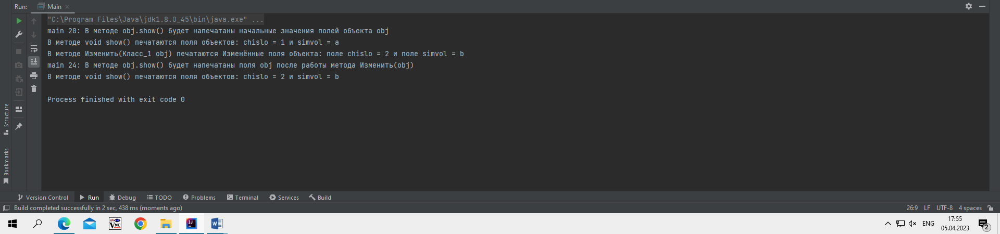 Run: Main
"C:\Program Files\Java\jdk1.8.0_45\bin\java.exe" ...
main 20: В методе obj.show() будет напечатаны начальные значения полей объекта obj
В методе void show() печатаются поля объектов: chislo = 1 и simvol = a
В методе Изменить(Класс_1 obj) печатаются Изменённые поля объекта: поле chislo = 2 и поле simvol = b
main 24: В методе obj.show() будет напечатаны поля obj после работы метода Изменить(obj)
В методе void show() печатаются поля объектов: chislo = 2 и simvol = b
Process finished with exit code 0
Structure
Bookmarks
Version Control Run Debug TODO Problems Terminal Services Build
Build completed successfully in 2 sec, 438 ms (moments ago) 26:9 LF UTF-8 4 spaces
VNC IJ W ENG 17:55
05.04.2023 2